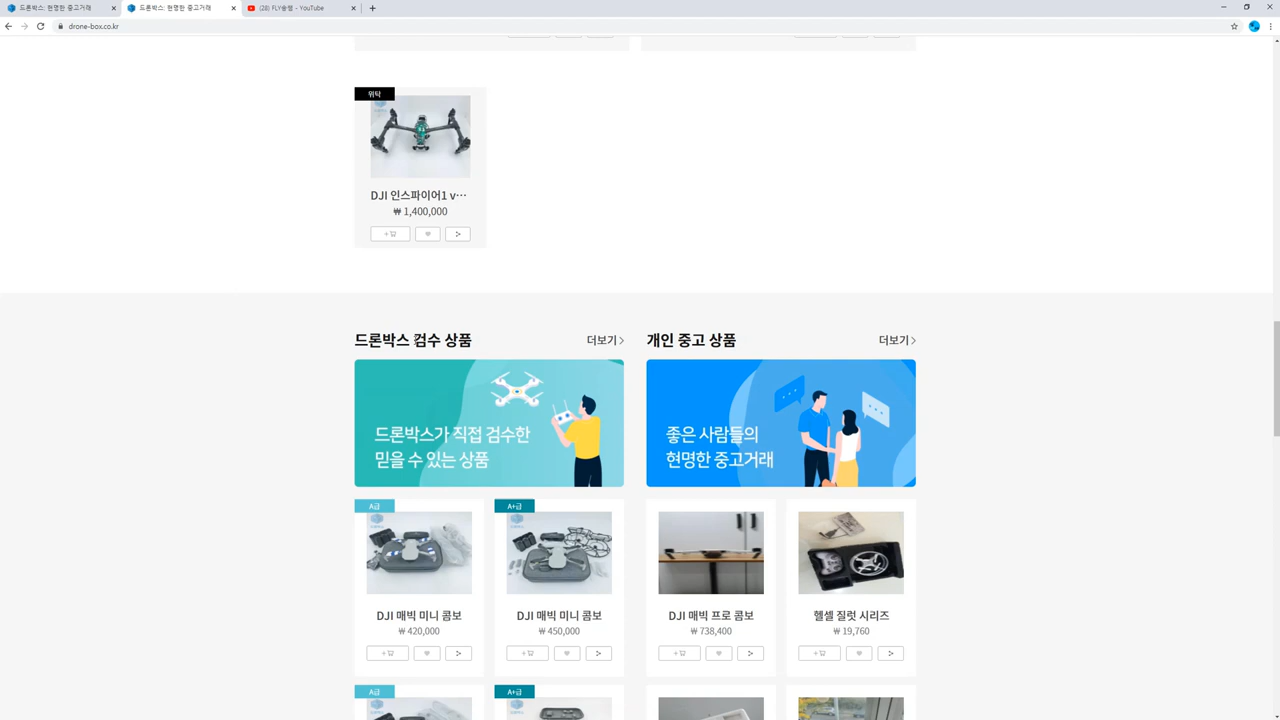 드론박스: 현명한 중고거래
드론박스: 현명한 중고거래
(28) FLY슬램 - YouTube
drone-box.co.kr
위탁
DJI 인스파이어1 v⋯
₩ 1,400,000
드론박스 검수 상품
더보기
개인 중고 상품
더보기
드론박스가 직접 검수한
믿을 수 있는 상품
좋은 사람들의
현명한 중고거래
A급
A+급
DJI 매빅 미니 콤보
₩ 420,000
DJI 매빅 미니 콤보
₩ 450,000
DJI 매빅 프로 콤보
₩ 738,400
헬셀 질럿 시리즈
₩ 19,760
A급
A+급